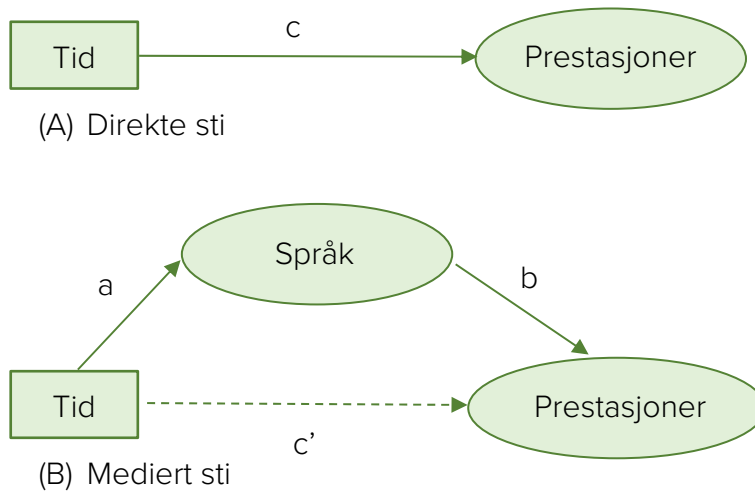 c
Tid
Prestasjoner
(A) Direkte sti
Språk
a
b
Tid
Prestasjoner
c’
(B) Mediert sti